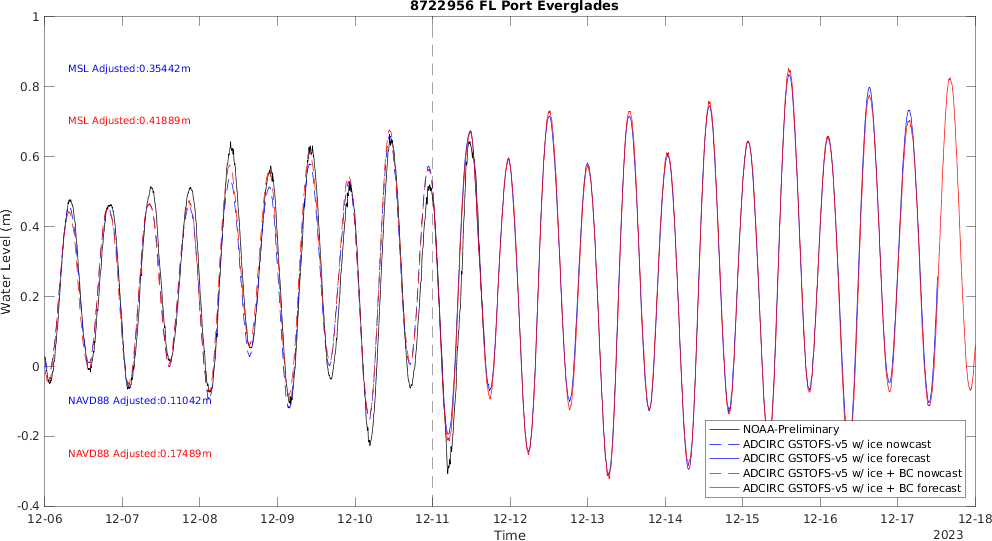 8722956 FL Port Everglades
1
MSL Adjusted:0.35442m
0.8
MSL Adjusted:0.41889m
0.6
0.4
Water Level (m)
0.2
0
NAVD88 Adjusted:0.11042m
-0.2
NAVD88 Adjusted:0.17489m
-0.4
NOAA-Preliminary
ADCIRC GSTOFS-v5 w/ ice nowcast
ADCIRC GSTOFS-v5 w/ ice forecast
ADCIRC GSTOFS-v5 w/ ice + BC nowcast
ADCIRC GSTOFS-v5 w/ ice + BC forecast
12-06 12-07 12-08 12-09 12-10 12-11 12-12 12-13 12-14 12-15 12-16 12-17 12-18
Time
2023